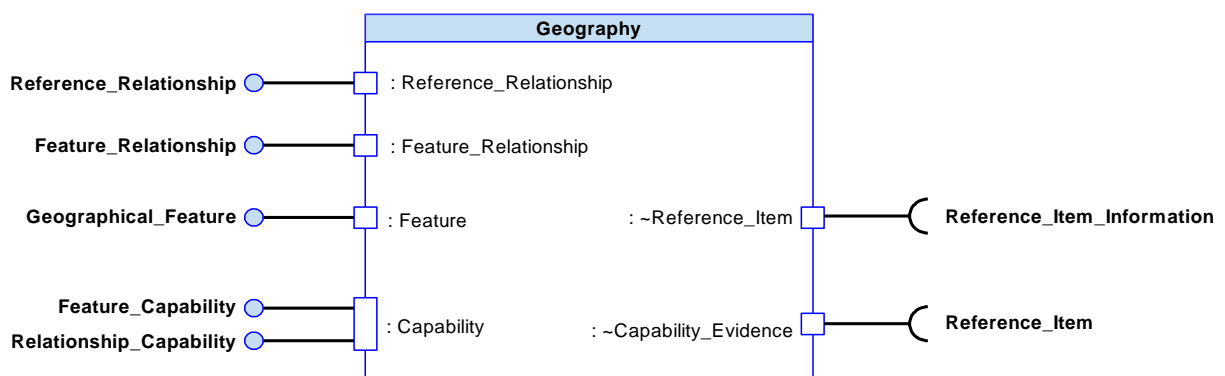 Geography
Reference_Relationship
: Reference_Relationship
Feature_Relationship
: Feature_Relationship
Geographical_Feature
: Feature
: ~Reference_Item
Reference_Item_Information
Feature_Capability
Relationship_Capability
: Capability
: ~Capability_Evidence
Reference_Item